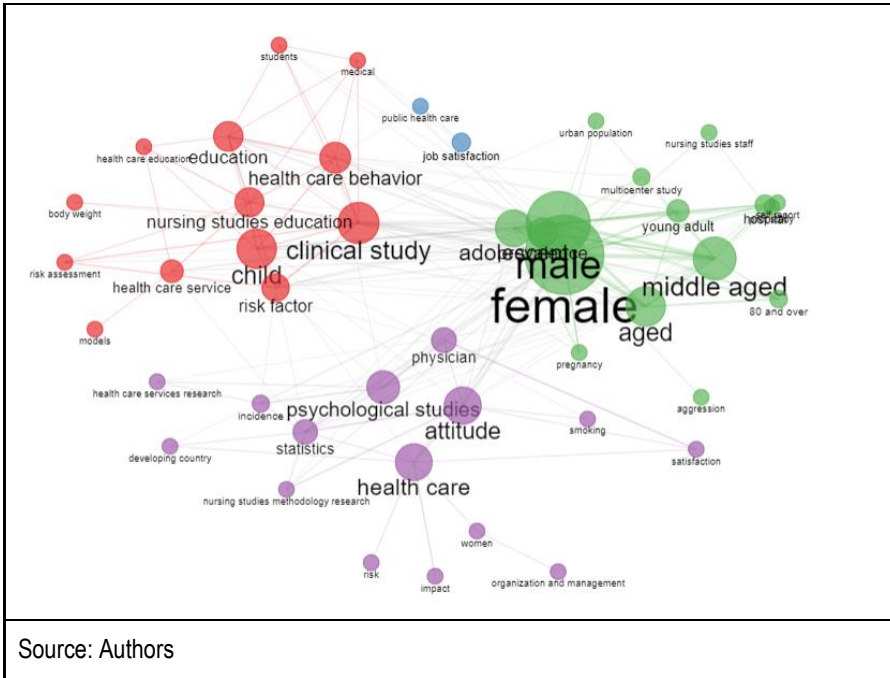 students
medical
public health care
job satisfaction
urban population
nursing studies staff
health care education
education
health care behavior
multicenter study
body weight
nursing studies education
young adult
self report
hospital
clinical study
adolescent
prevalence
male
risk assessment
child
health care service
risk factor
middle aged
female
80 and over
aged
models
physician
pregnancy
health care services research
incidence
psychological studies
attitude
aggression
smoking
statistics
developing country
satisfaction
health care
nursing studies methodology research
women
risk
impact
organization and management
Source: Authors